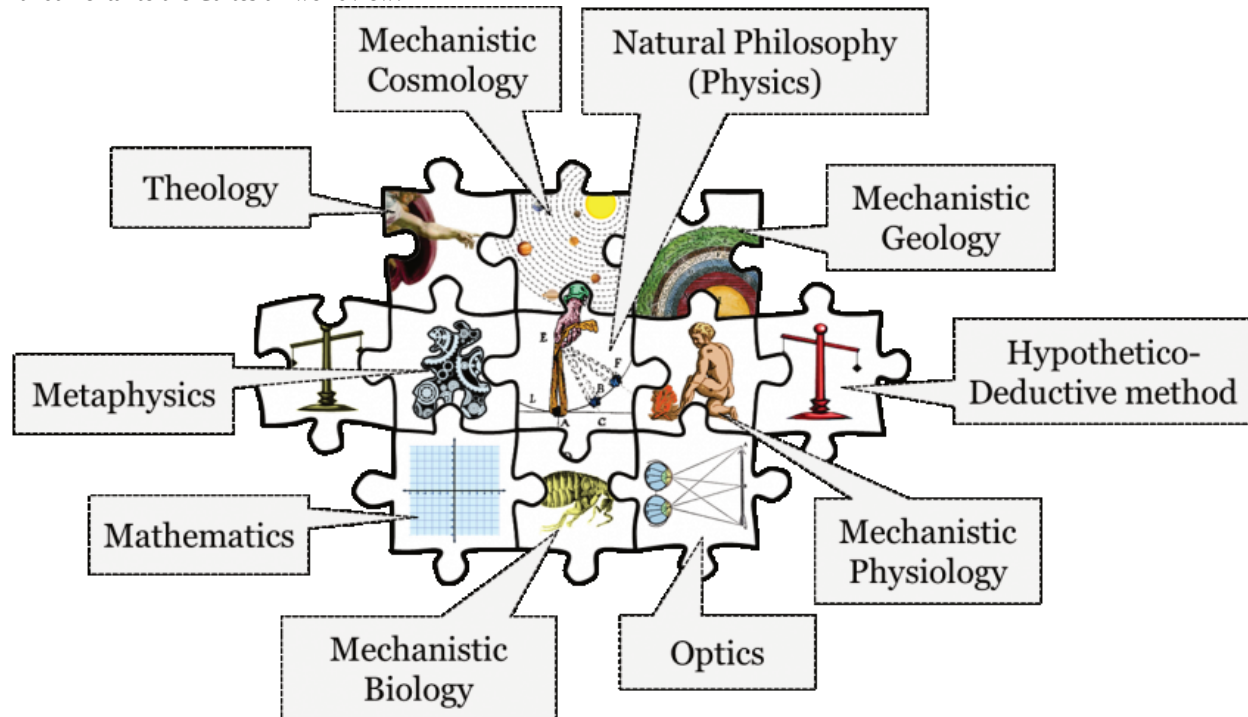 Mechanistic
Cosmology
Natural Philosophy
(Physics)
Theology
Mechanistic
Geology
E
F
B
L
A
C
Metaphysics
Hypothetico-
Deductive method
Mathematics
Mechanistic
Physiology
Mechanistic
Biology
Optics